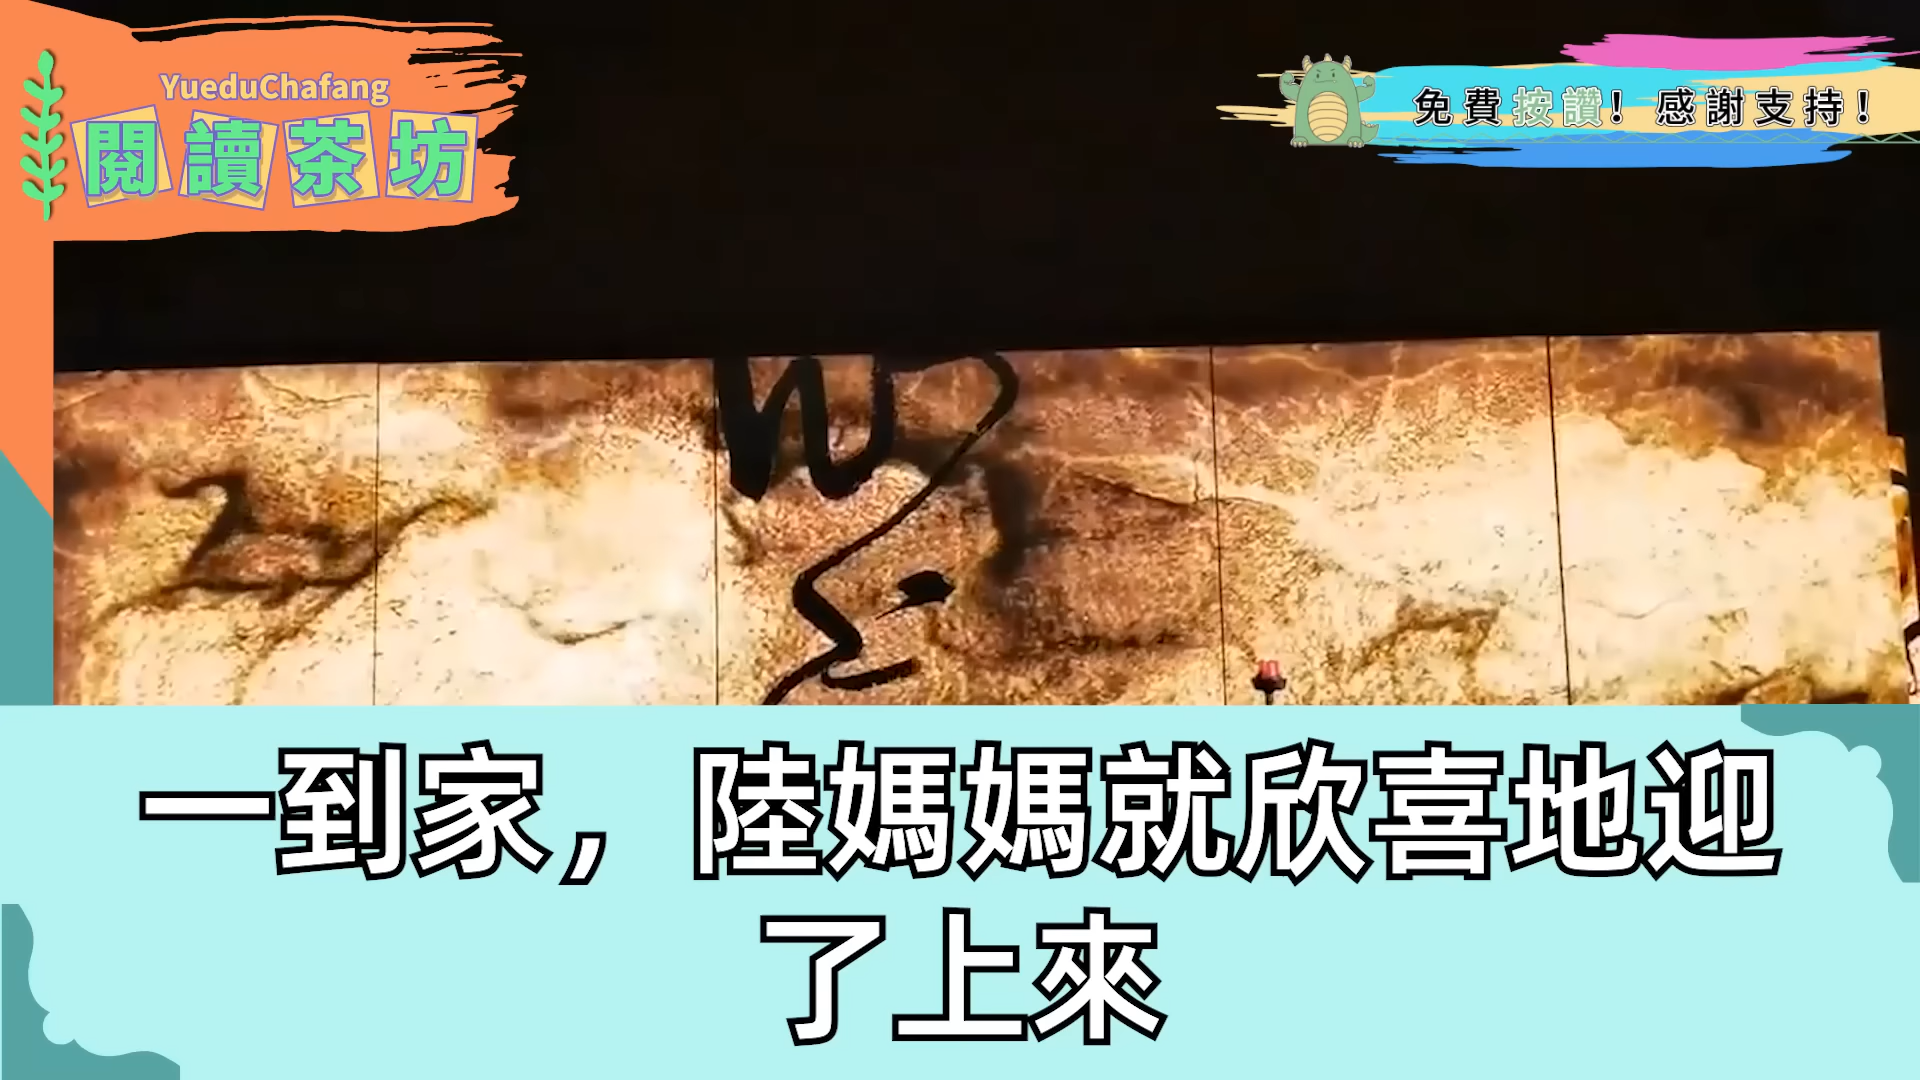 YueduChafang
閱讀茶坊
免費按讚！感謝支持！
一到家，陸媽媽就欣喜地迎
了上來